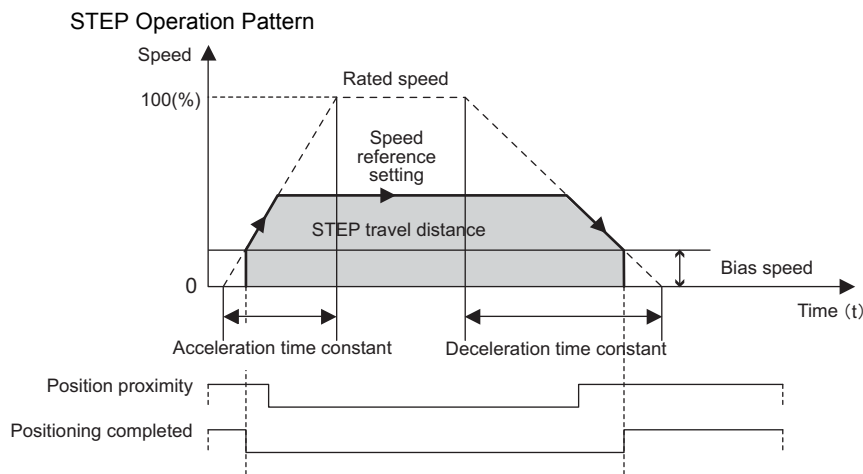 STEP Operation Pattern
Speed
Rated speed
100(%)
Speed
reference
setting
STEP travel distance
Bias speed
0
Time (t)
Acceleration time constant
Deceleration time constant
Position proximity
Positioning completed